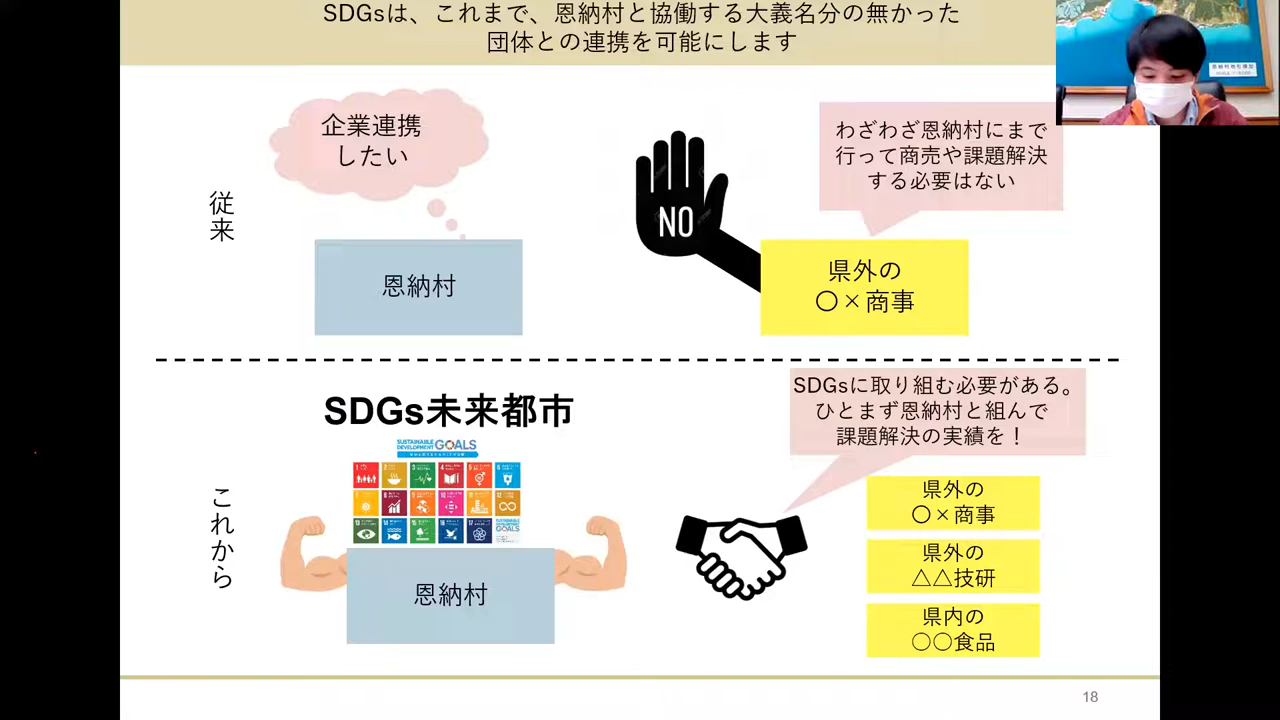 SDGsは、これまで、恩納村と協働する大義名分の無かった
団体との連携を可能にします
従来
企業連携
したい
恩納村
NO
わざわざ恩納村にまで
行って商売や課題解決
する必要はない
県外の
〇×商事
これから
SDGs未来都市
SUSTAINABLE
DEVELOPMENT GOALS
恩納村
SDGsに取り組む必要がある。
ひとまず恩納村と組んで
課題解決の実績を！
県外の
〇×商事
県外の
△△技研
県内の
○○食品
18